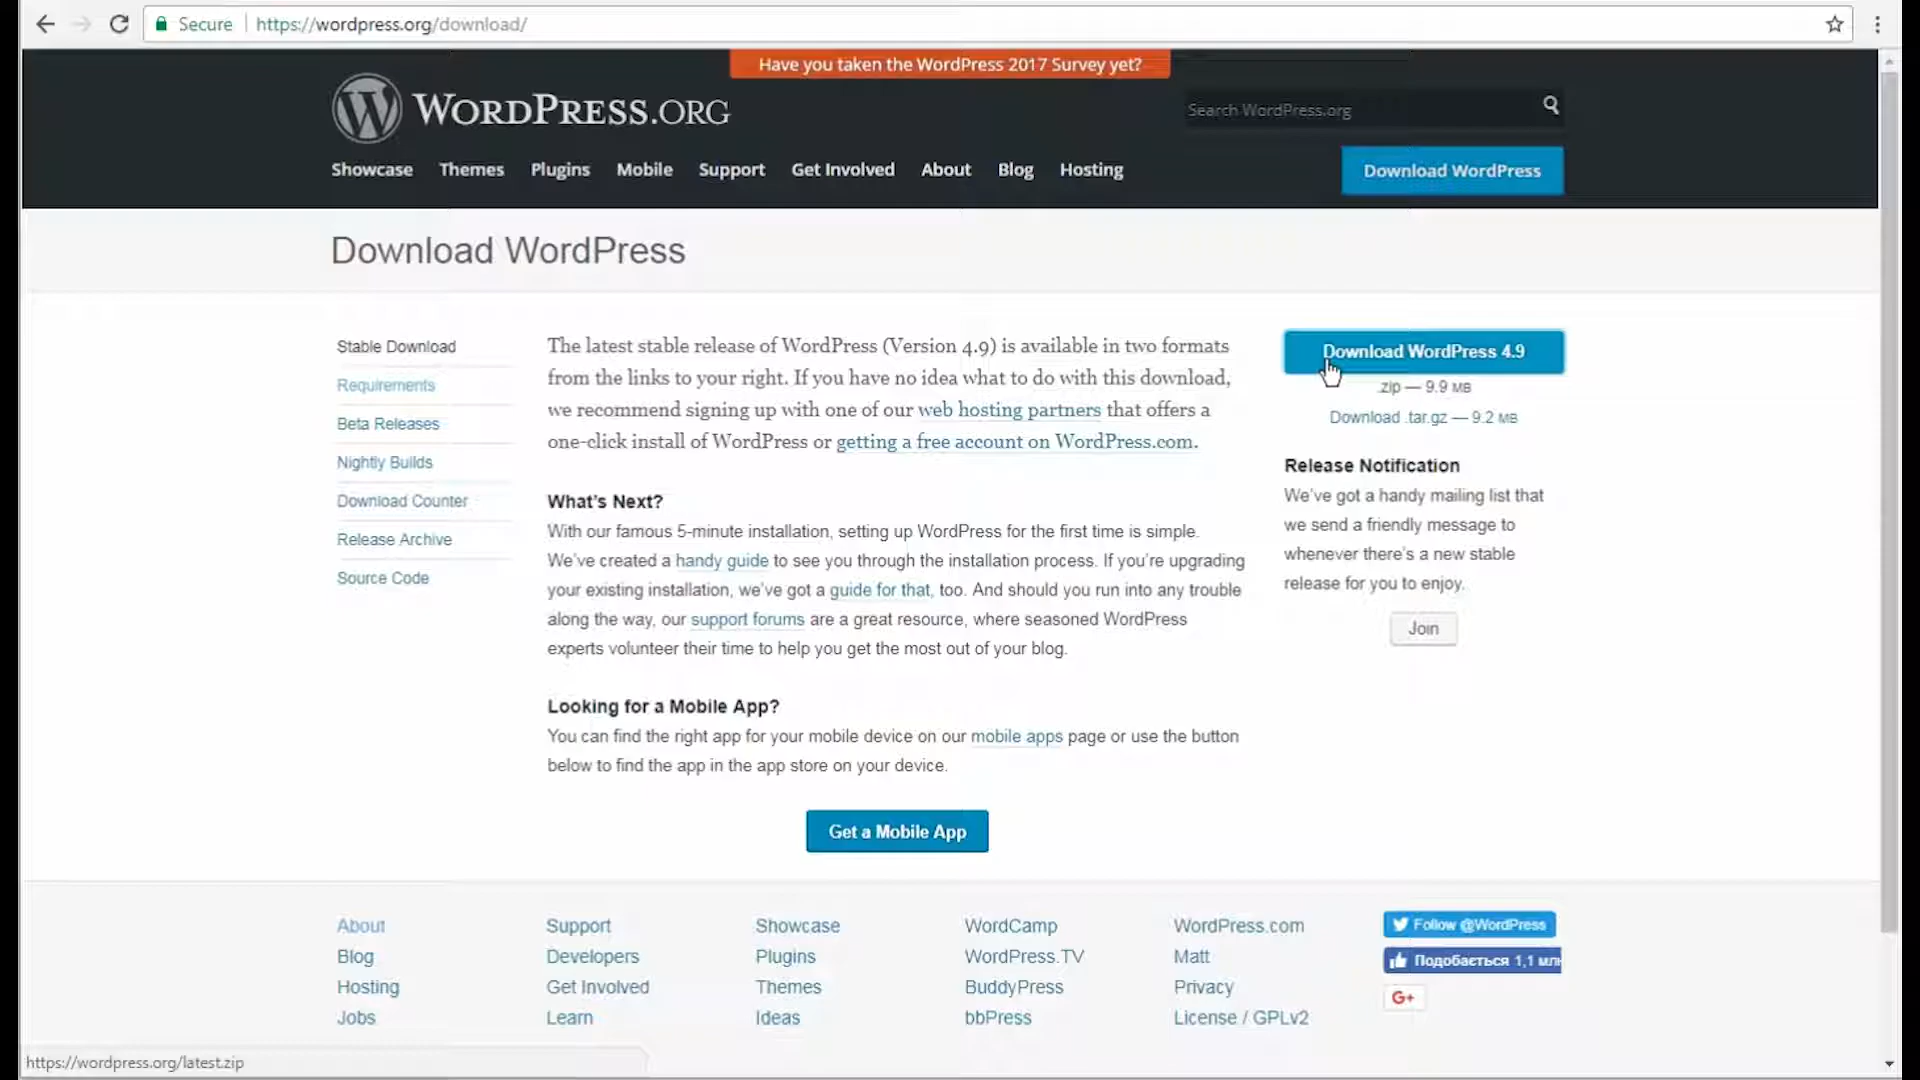 Secure https://wordpress.org/download/
Have you taken the WordPress 2017 Survey yet?
WORDPRESS.ORG
Search WordPress.org
Showcase Themes Plugins Mobile Support Get Involved About Blog Hosting
Download WordPress
Download WordPress
Stable Download
Requirements
Beta Releases
Nightly Builds
Download Counter
Release Archive
Source Code
The latest stable release of WordPress (Version 4.9) is available in two formats
from the links to your right. If you have no idea what to do with this download,
we recommend signing up with one of our web hosting partners that offers a
one-click install of WordPress or getting a free account on WordPress.com.
What's Next?
With our famous 5-minute installation, setting up WordPress for the first time is simple.
We've created a handy guide to see you through the installation process. If you're upgrading
your existing installation, we've got a guide for that, too. And should you run into any trouble
along the way, our support forums are a great resource, where seasoned WordPress
experts volunteer their time to help you get the most out of your blog.
Looking for a Mobile App?
You can find the right app for your mobile device on our mobile apps page or use the button
below to find the app in the app store on your device.
Get a Mobile App
Download WordPress 4.9
.zip — 9.9 MB
Download .tar.gz — 9.2 MB
Release Notification
We've got a handy mailing list that
we send a friendly message to
whenever there's a new stable
release for you to enjoy.
Join
About
Blog
Hosting
Jobs
Support
Developers
Get Involved
Learn
Showcase
Plugins
Themes
Ideas
WordCamp
WordPress.TV
BuddyPress
bbPress
WordPress.com
Matt
Privacy
License / GPLv2
Follow @WordPress
Подобається 1,1 млн
G+
https://wordpress.org/latest.zip